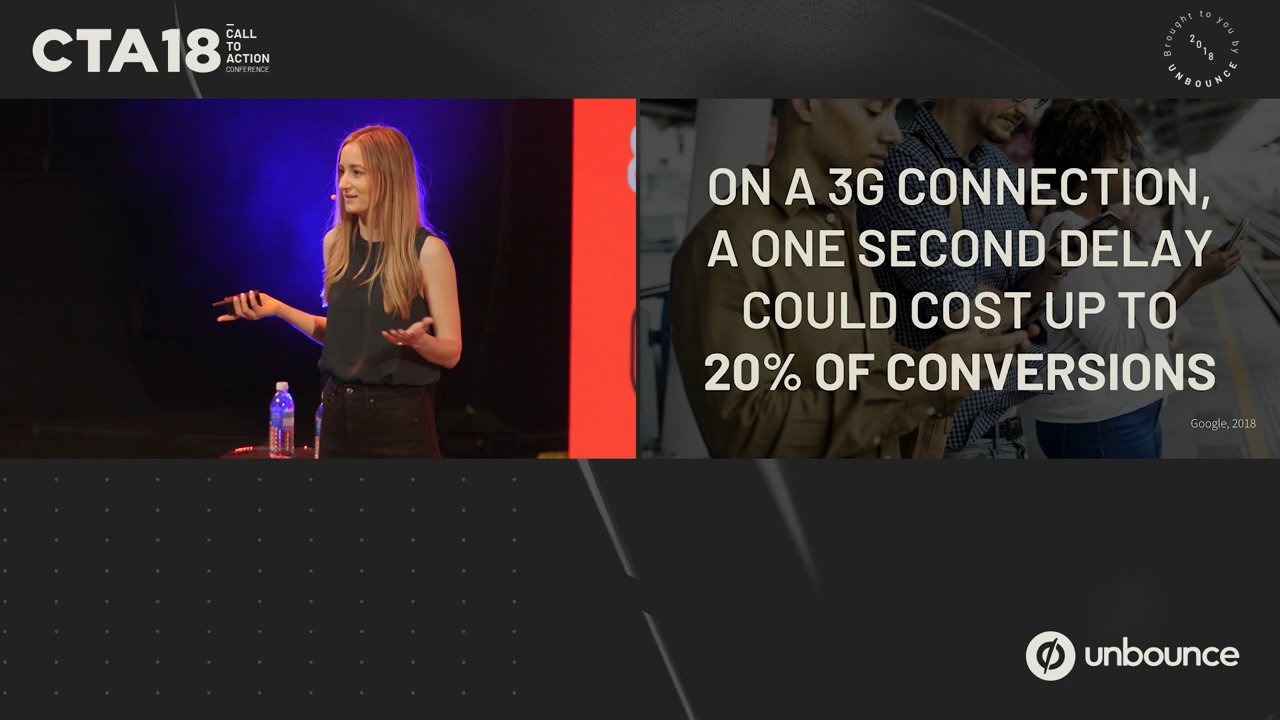 CTA18
CALL
TO
ACTION
CONFERENCE
Brought to you by
2018
UNBOUNCE
ON A 3G CONNECTION,
A ONE SECOND DELAY
COULD COST UP TO
20% OF CONVERSIONS
Google, 2018
unbounce